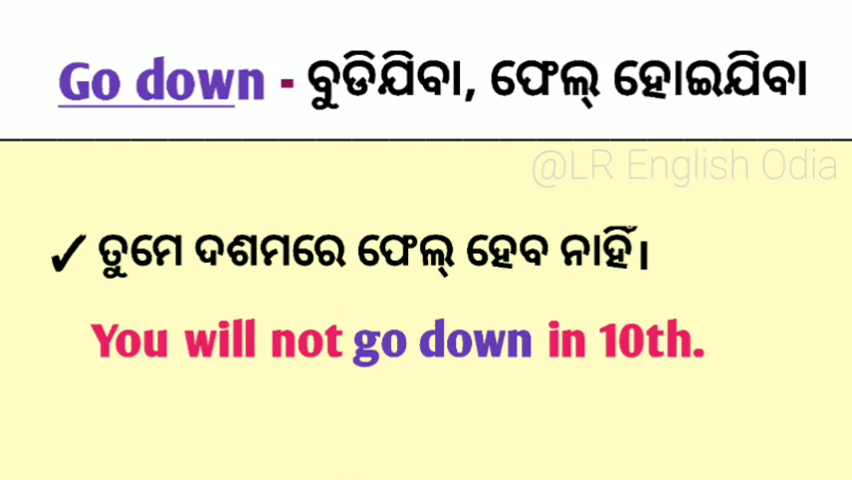 Go down - ବୁଡିଯିବା, ଫେଲ୍ ହୋଇଯିବା
@LR English Odia
✓ ତୁମେ ଦଶମରେ ଫେଲ୍ ହେବ ନାହିଁ।
You will not go down in 10th.